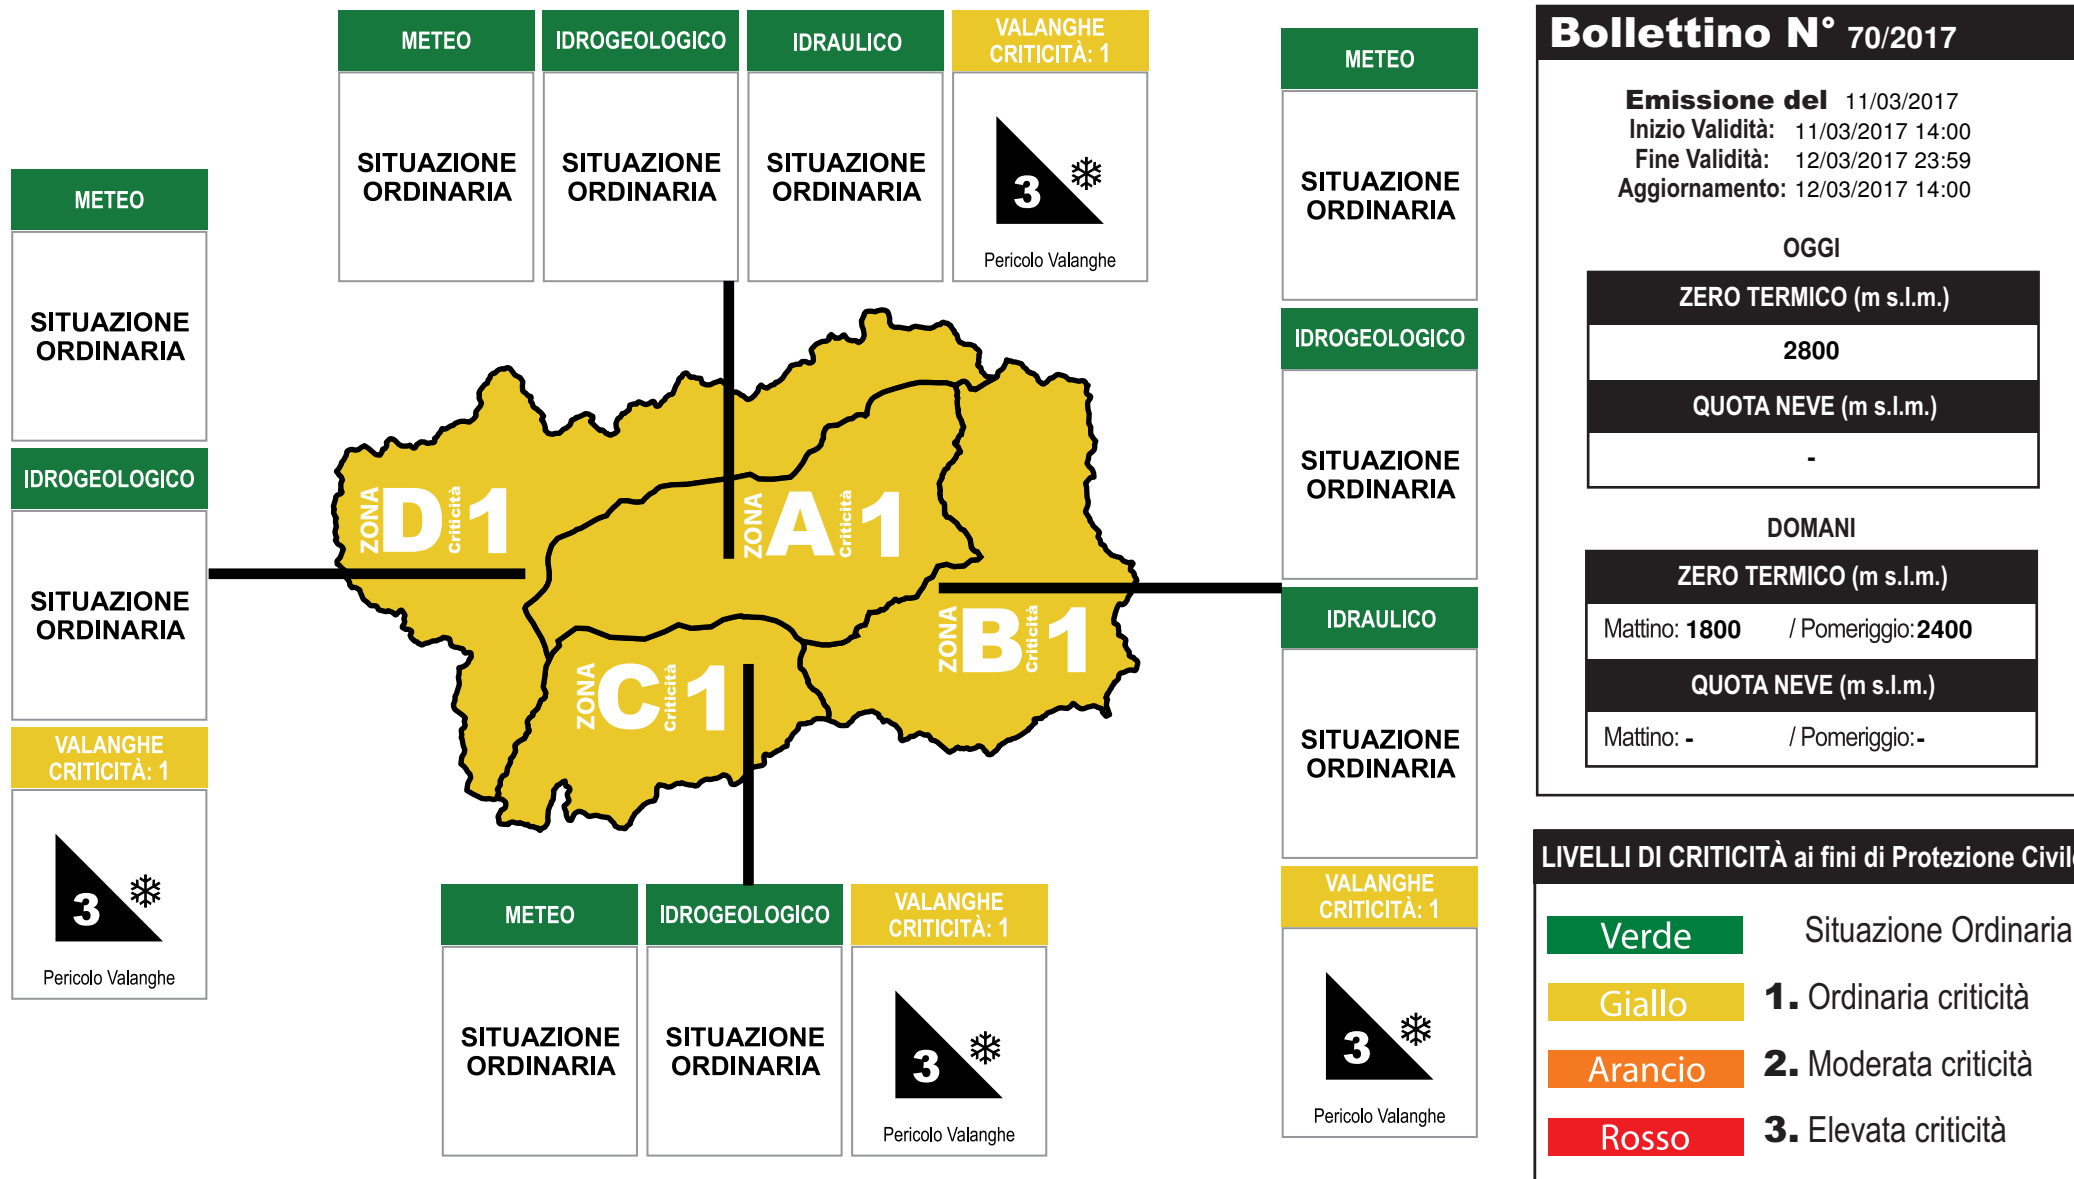 METEO
SITUAZIONE
ORDINARIA
IDROGEOLOGICO
SITUAZIONE
ORDINARIA
VALANGHE
CRITICITÀ: 1
3
Pericolo Valanghe
METEO
SITUAZIONE
ORDINARIA
IDROGEOLOGICO
SITUAZIONE
ORDINARIA
IDRAULICO
SITUAZIONE
ORDINARIA
VALANGHE
CRITICITÀ: 1
3
Pericolo Valanghe
ZONA D Criticità 1
ZONA A Criticità 1
ZONA B Criticità 1
ZONA C Criticità 1
METEO
SITUAZIONE
ORDINARIA
IDROGEOLOGICO
SITUAZIONE
ORDINARIA
VALANGHE
CRITICITÀ: 1
3
Pericolo Valanghe
METEO
SITUAZIONE
ORDINARIA
IDROGEOLOGICO
SITUAZIONE
ORDINARIA
IDRAULICO
SITUAZIONE
ORDINARIA
VALANGHE
CRITICITÀ: 1
3
Pericolo Valanghe
Bollettino N° 70/2017
Emissione del 11/03/2017
Inizio Validità: 11/03/2017 14:00
Fine Validità: 12/03/2017 23:59
Aggiornamento: 12/03/2017 14:00
OGGI
ZERO TERMICO (m s.l.m.)
2800
QUOTA NEVE (m s.l.m.)
-
DOMANI
ZERO TERMICO (m s.l.m.)
Mattino: 1800 / Pomeriggio: 2400
QUOTA NEVE (m s.l.m.)
Mattino: - / Pomeriggio: -
LIVELLI DI CRITICITÀ ai fini di Protezione Civile
Verde Situazione Ordinaria
Giallo 1. Ordinaria criticità
Arancio 2. Moderata criticità
Rosso 3. Elevata criticità